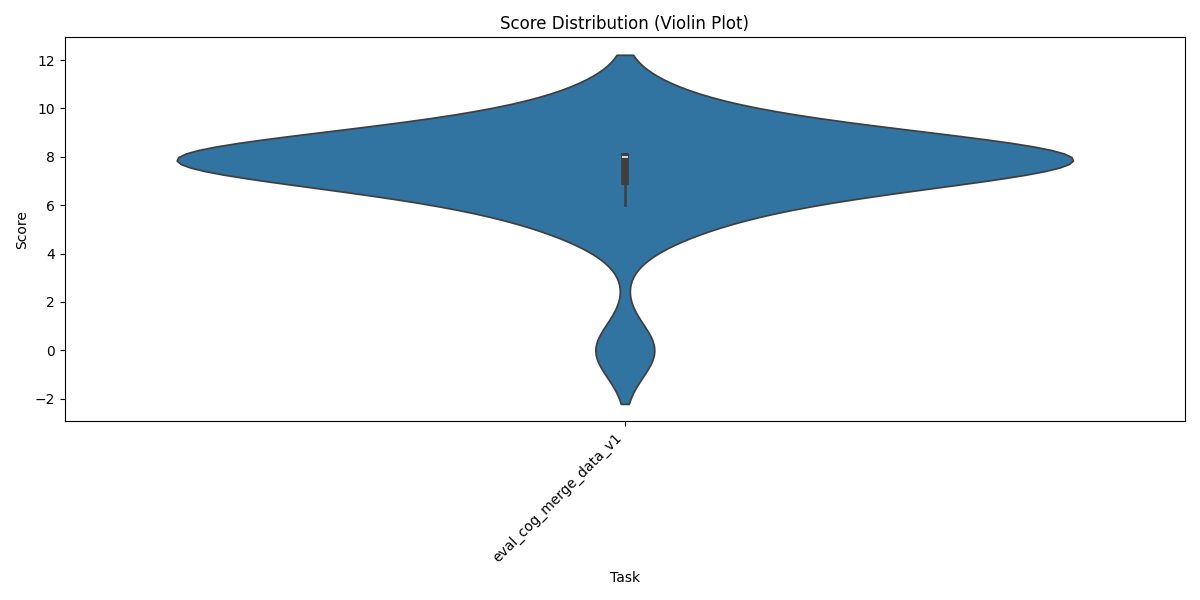 Score Distribution (Violin Plot)
12
10
8
6
4
2
0
−2
Score
eval_cog_merge_data_v1
Task